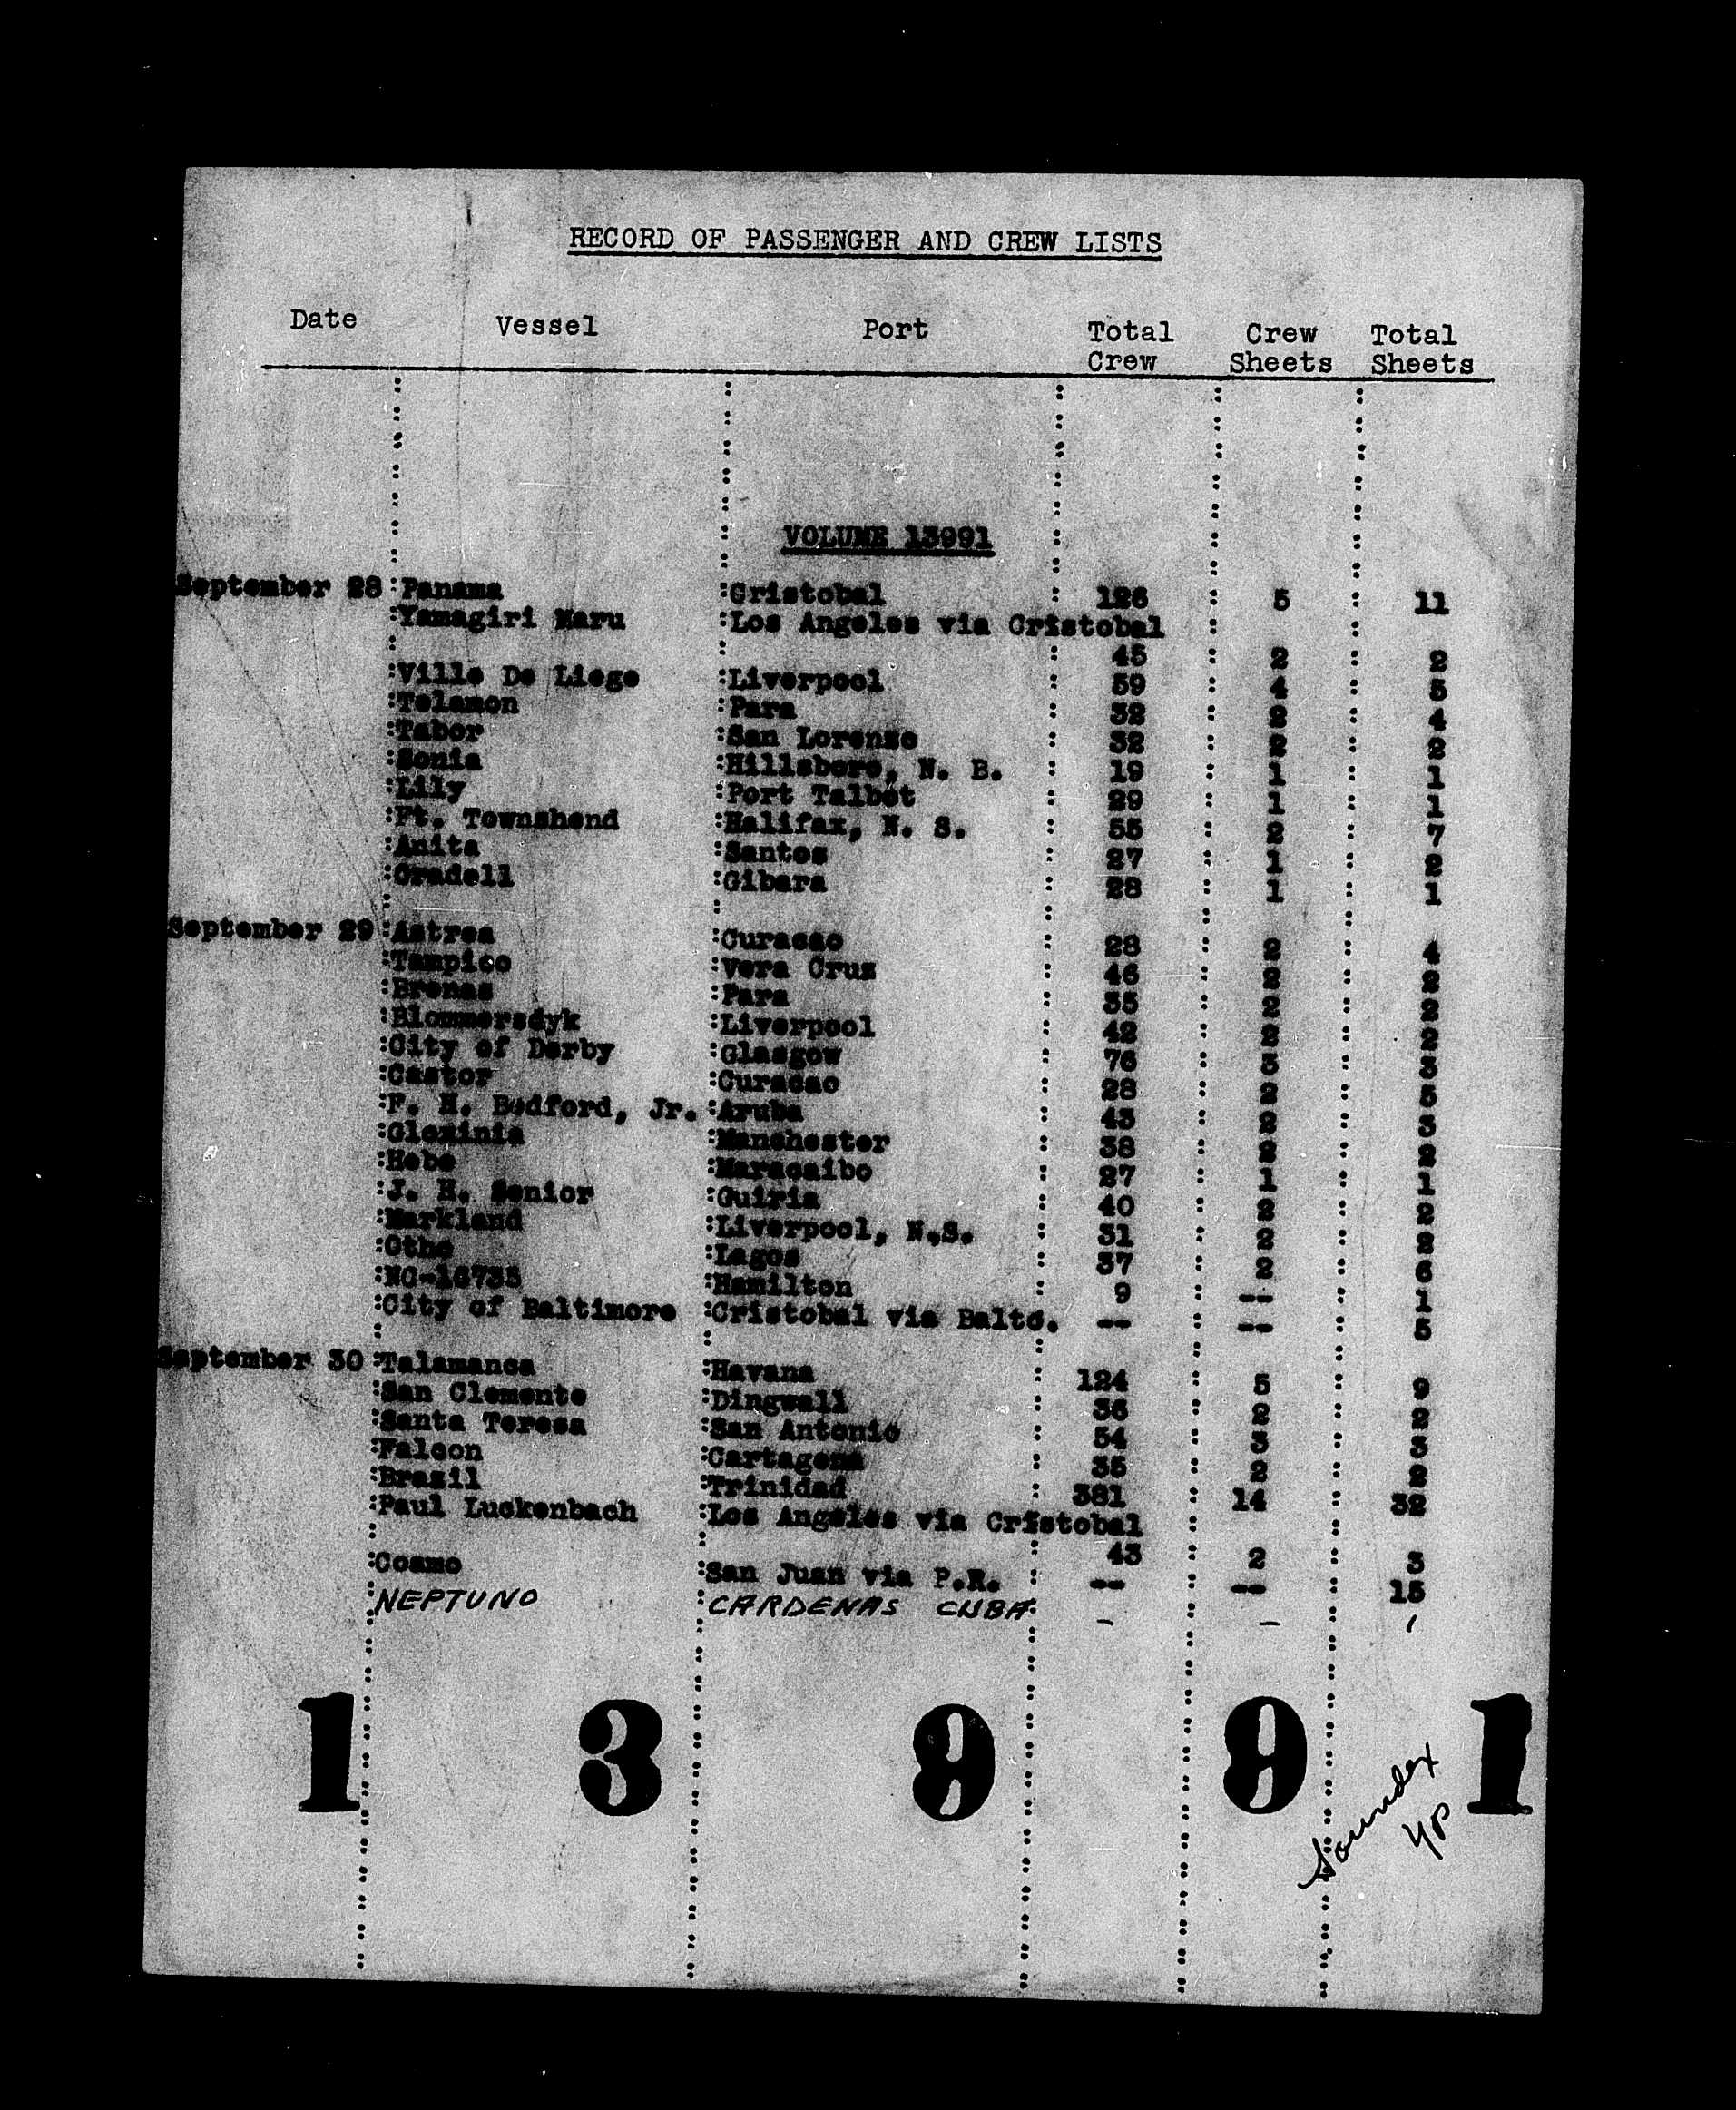 RECORD OF PASSENGER AND CREW LISTS
Date Vessel Port Total Crew Crew Sheets Total Sheets
VOLUME 13991
September 28 :Panama :Cristobal : 126 : 5 : 11
:Yamagiri Maru :Los Angeles via Cristobal :
: : : 45 : 2 : 2
:Ville De Liege :Liverpool : 59 : 4 : 5
:Telamon :Para : 32 : 2 : 4
:Tabor :San Lorenzo : 32 : 2 : 2
:Sonia :Hillsboro, N. B. : 19 : 1 : 1
:Lily :Port Talbot : 29 : 1 : 1
:Ft. Townshend :Halifax, N. S. : 55 : 2 : 7
:Anita :Santos : 27 : 1 : 2
:Oradell :Gibara : 28 : 1 : 1
September 29 :Astrea :Curacao : 28 : 2 : 4
:Tampico :Vera Cruz : 46 : 2 : 2
:Brenas :Para : 35 : 2 : 2
:Blommersdyk :Liverpool : 42 : 2 : 2
:City of Derby :Glasgow : 76 : 3 : 3
:Castor :Curacao : 28 : 2 : 5
:F. H. Bedford, Jr. :Aruba : 43 : 2 : 3
:Gloxinia :Manchester : 38 : 2 : 2
:Hebe :Maracaibo : 27 : 1 : 1
:J. H. Senior :Guiria : 40 : 2 : 2
:Markland :Liverpool, N.S. : 31 : 2 : 2
:Otho :Lagos : 37 : 2 : 6
:NC-16735 :Hamilton : 9 : -- : 1
:City of Baltimore :Cristobal via Balto. -- : -- : 5
September 30 :Talamanca :Havana : 124 : 5 : 9
:San Clemente :Dingwall : 36 : 2 : 2
:Santa Teresa :San Antonio : 54 : 3 : 3
:Falcon :Cartagena : 35 : 2 : 2
:Brazil :Trinidad : 381 : 14 : 32
:Paul Luckenbach :Los Angeles via Cristobal :
: : : 43 : 2 : 3
:Coamo :San Juan via P.R. : -- : -- : 15
:NEPTUNO :CARDENAS CUBA : - : - : -
1 3 9 9 1
Soundex